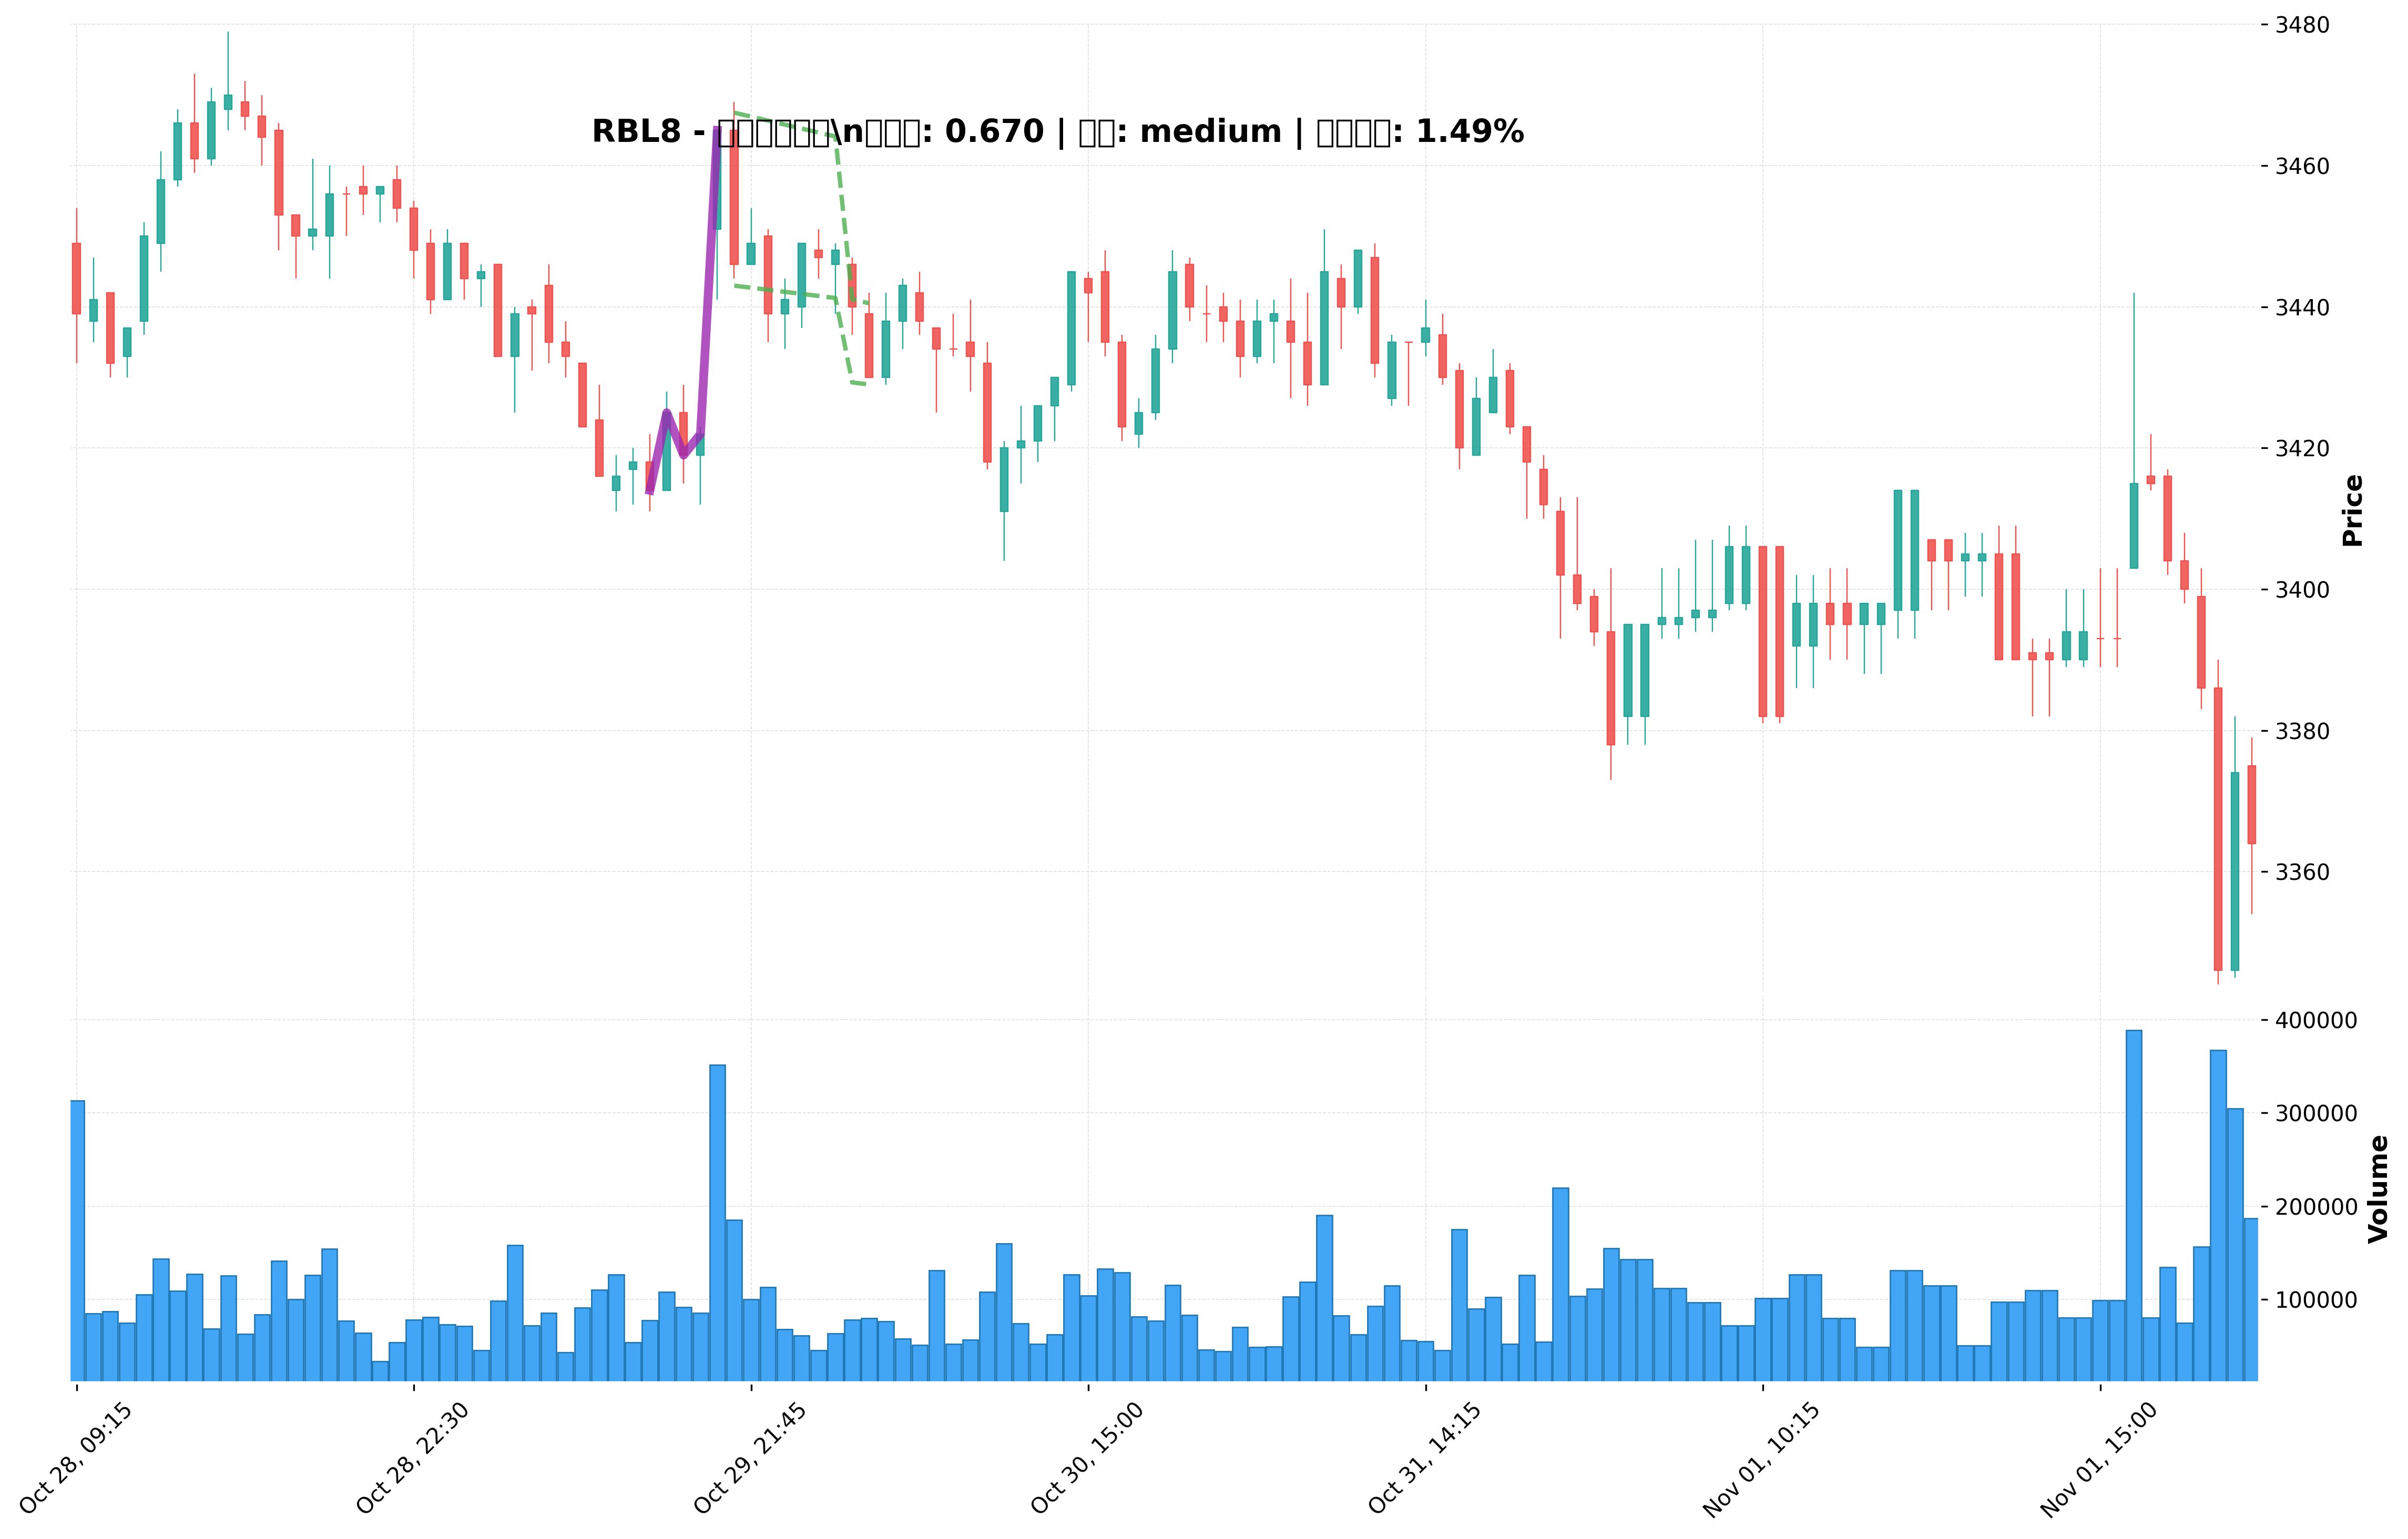 3480
RBL8 - □□□□□□\n□□□: 0.670 | □□: medium | □□□□: 1.49%
3460
3440
3420
Price
3400
3380
3360
400000
300000
200000
Volume
100000
Oct 28, 09:15
Oct 28, 22:30
Oct 29, 21:45
Oct 30, 15:00
Oct 31, 14:15
Nov 01, 10:15
Nov 01, 15:00